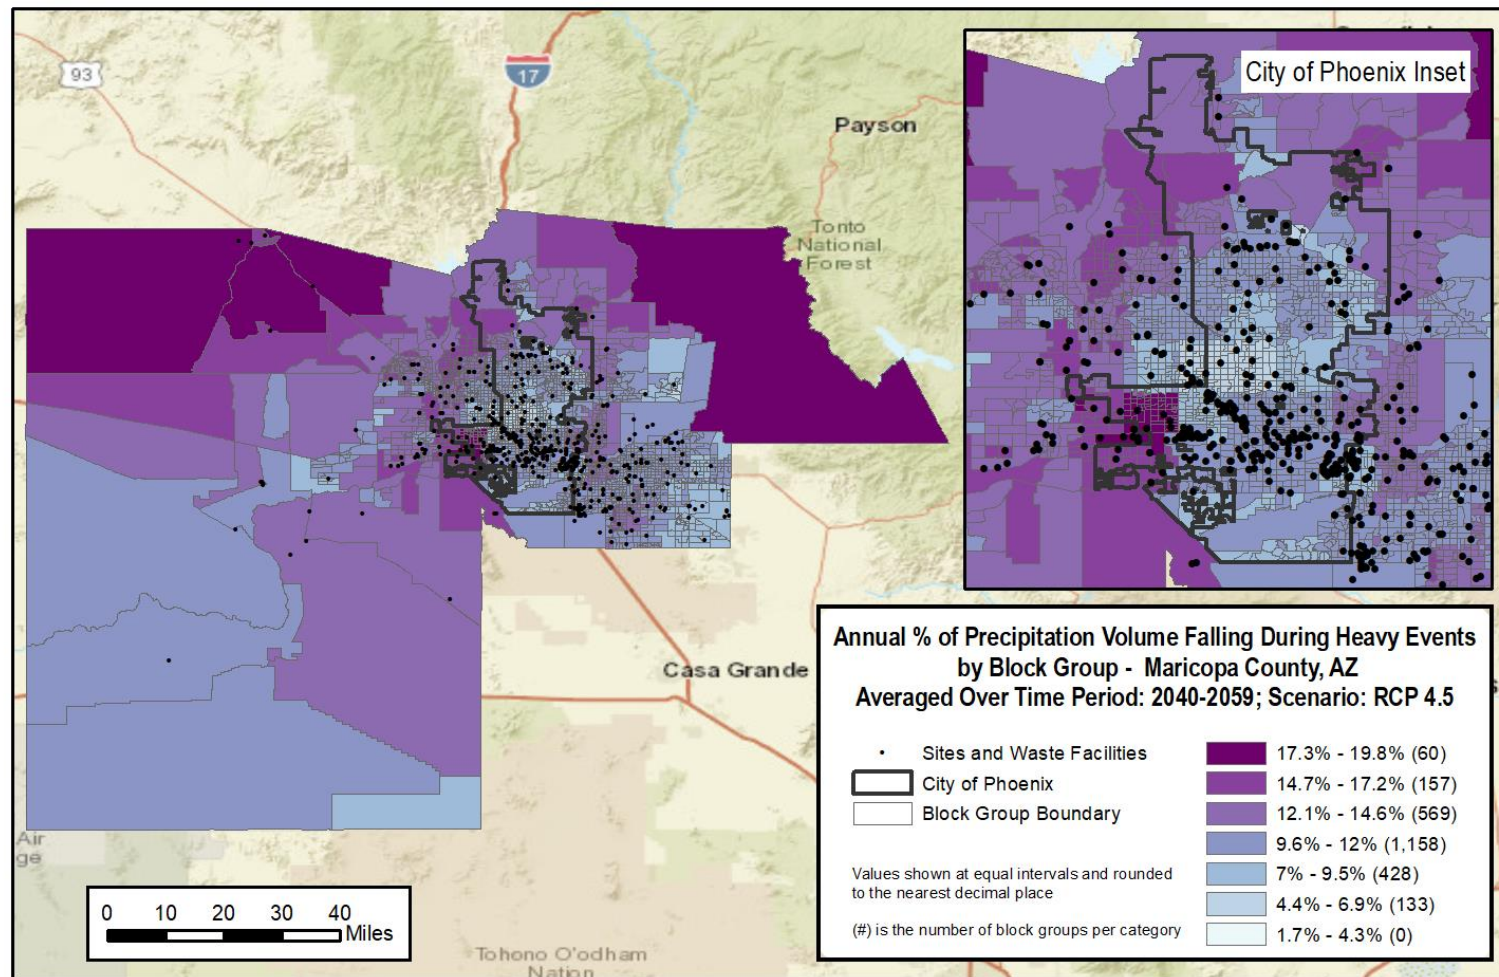 93
17
Payson
Tonto
National
Forest
Casa Grande
Air
ge
Tohono O'odham
Nation
0 10 20 30 40
Miles
City of Phoenix Inset
Annual % of Precipitation Volume Falling During Heavy Events
by Block Group - Maricopa County, AZ
Averaged Over Time Period: 2040-2059; Scenario: RCP 4.5
Sites and Waste Facilities
City of Phoenix
Block Group Boundary
Values shown at equal intervals and rounded
to the nearest decimal place
(#) is the number of block groups per category
17.3% - 19.8% (60)
14.7% - 17.2% (157)
12.1% - 14.6% (569)
9.6% - 12% (1,158)
7% - 9.5% (428)
4.4% - 6.9% (133)
1.7% - 4.3% (0)